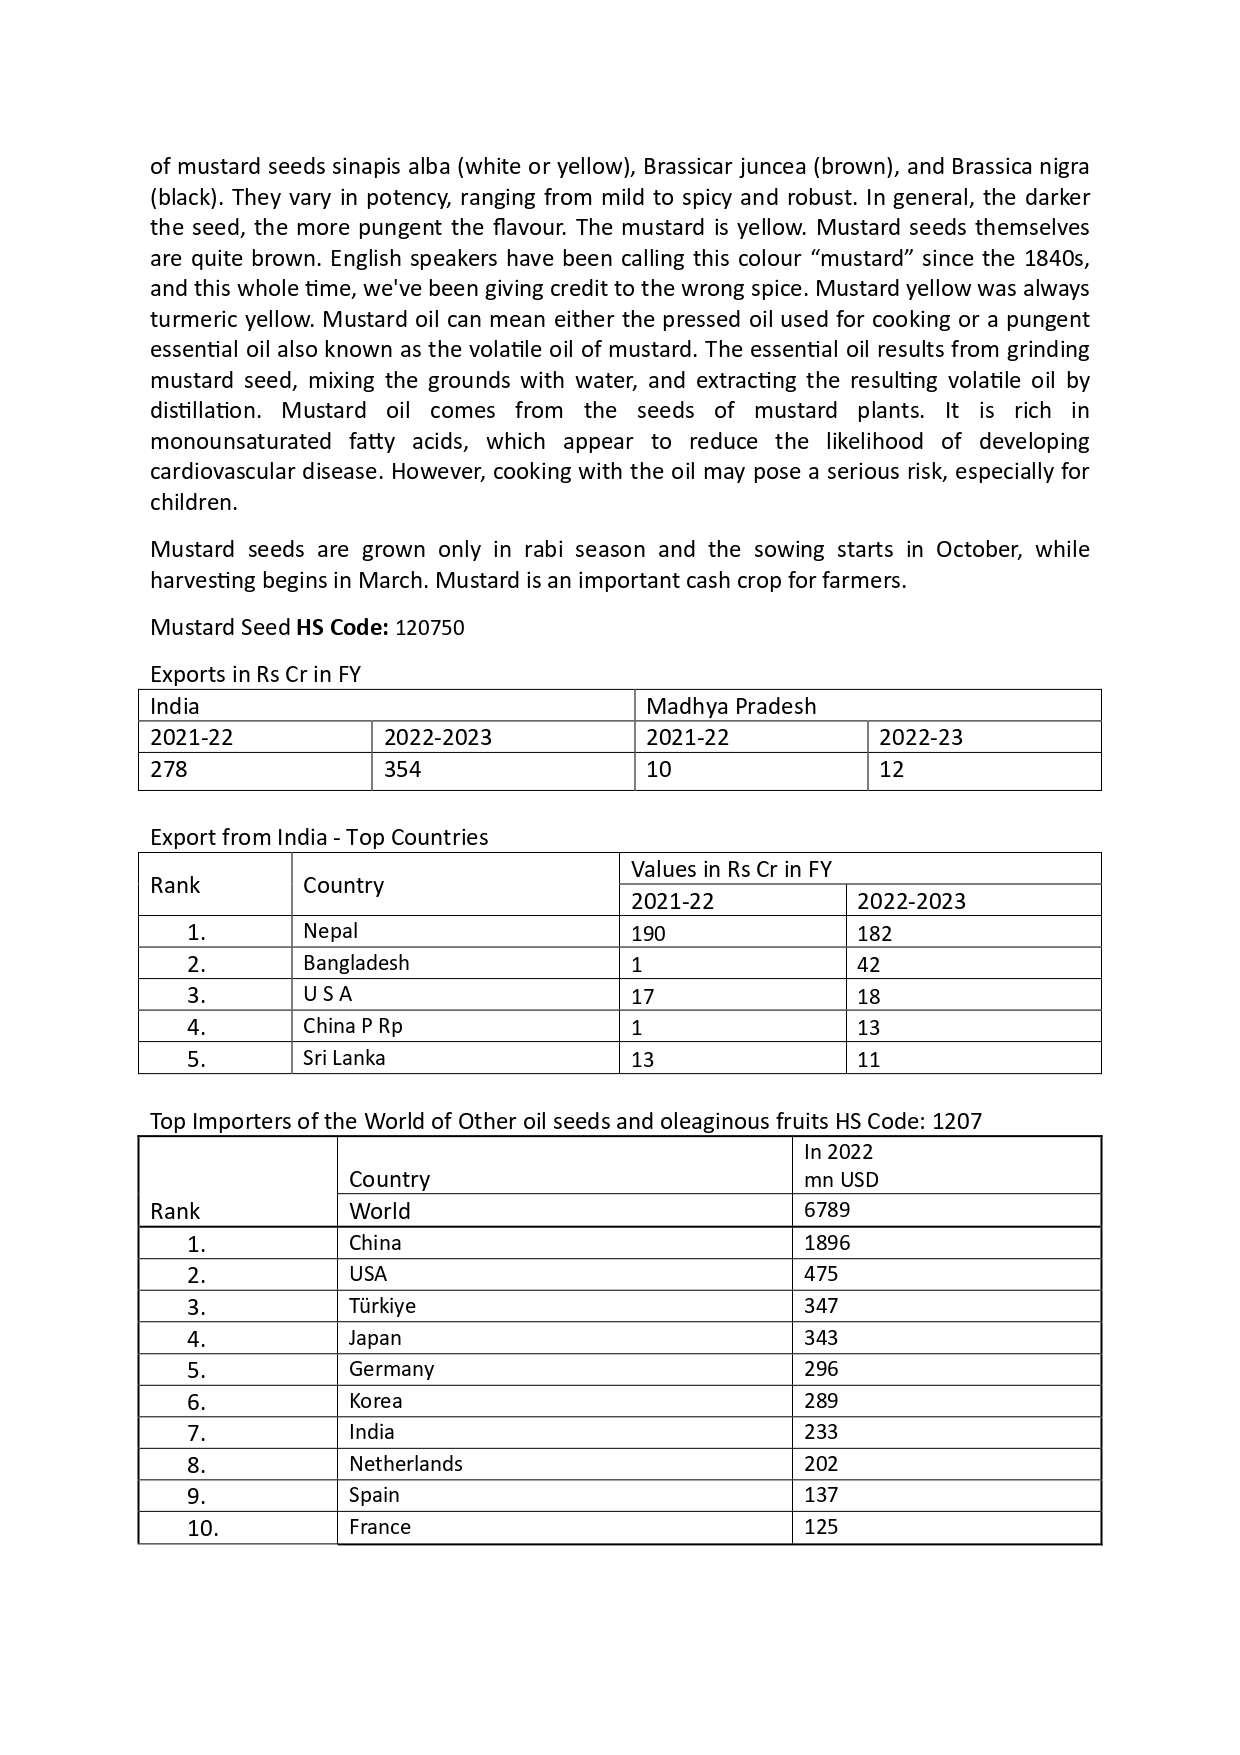 of mustard seeds sinapis alba (white or yellow), Brassicar juncea (brown), and Brassica nigra
(black). They vary in potency, ranging from mild to spicy and robust. In general, the darker
the seed, the more pungent the flavour. The mustard is yellow. Mustard seeds themselves
are quite brown. English speakers have been calling this colour “mustard” since the 1840s,
and this whole time, we've been giving credit to the wrong spice. Mustard yellow was always
turmeric yellow. Mustard oil can mean either the pressed oil used for cooking or a pungent
essential oil also known as the volatile oil of mustard. The essential oil results from grinding
mustard seed, mixing the grounds with water, and extracting the resulting volatile oil by
distillation. Mustard oil comes from the seeds of mustard plants. It is rich in
monounsaturated fatty acids, which appear to reduce the likelihood of developing
cardiovascular disease. However, cooking with the oil may pose a serious risk, especially for
children.
Mustard seeds are grown only in rabi season and the sowing starts in October, while
harvesting begins in March. Mustard is an important cash crop for farmers.
Mustard Seed HS Code: 120750
Exports in Rs Cr in FY
India Madhya Pradesh
2021-22 2022-2023 2021-22 2022-23
278 354 10 12
Export from India - Top Countries
Rank Country Values in Rs Cr in FY
2021-22 2022-2023
1. Nepal 190 182
2. Bangladesh 1 42
3. U S A 17 18
4. China P Rp 1 13
5. Sri Lanka 13 11
Top Importers of the World of Other oil seeds and oleaginous fruits HS Code: 1207
In 2022
Country mn USD
Rank World 6789
1. China 1896
2. USA 475
3. Türkiye 347
4. Japan 343
5. Germany 296
6. Korea 289
7. India 233
8. Netherlands 202
9. Spain 137
10. France 125